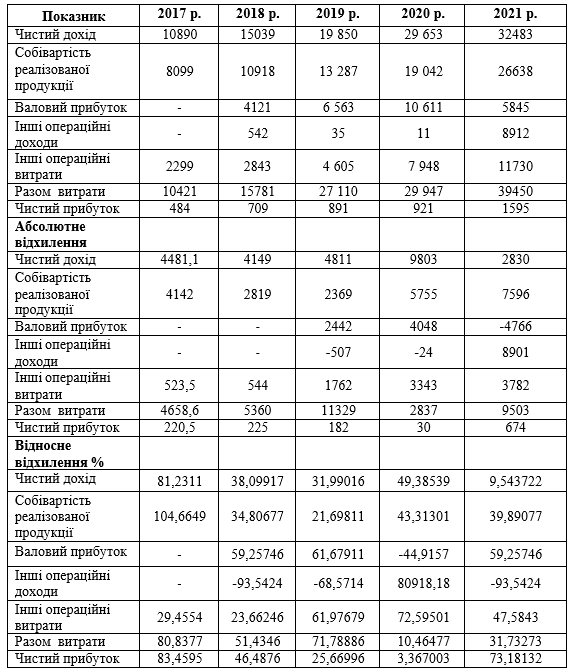 Показник 2017 р. 2018 р. 2019 р. 2020 р. 2021 р.
Чистий дохід 10890 15039 19 850 29 653 32483
Собівартість
реалізованої 8099 10918 13 287 19 042 26638
продукції
Валовий прибуток - 4121 6 563 10 611 5845
Інші операційні - 542 35 11 8912
доходи
Інші операційні 2299 2843 4 605 7 948 11730
витрати
Разом витрати 10421 15781 27 110 29 947 39450
Чистий прибуток 484 709 891 921 1595
Абсолютне
відхилення
Чистий дохід 4481,1 4149 4811 9803 2830
Собівартість
реалізованої 4142 2819 2369 5755 7596
продукції
Валовий прибуток - - 2442 4048 -4766
Інші операційні - - -507 -24 8901
доходи
Інші операційні 523,5 544 1762 3343 3782
витрати
Разом витрати 4658,6 5360 11329 2837 9503
Чистий прибуток 220,5 225 182 30 674
Відносне
відхилення %
Чистий дохід 81,2311 38,09917 31,99016 49,38539 9,543722
Собівартість
реалізованої 104,6649 34,80677 21,69811 43,31301 39,89077
продукції
Валовий прибуток - 59,25746 61,67911 -44,9157 59,25746
Інші операційні - -93,5424 -68,5714 80918,18 -93,5424
доходи
Інші операційні 29,4554 23,66246 61,97679 72,59501 47,5843
витрати
Разом витрати 80,8377 51,4346 71,78886 10,46477 31,73273
Чистий прибуток 83,4595 46,4876 25,66996 3,367003 73,18132